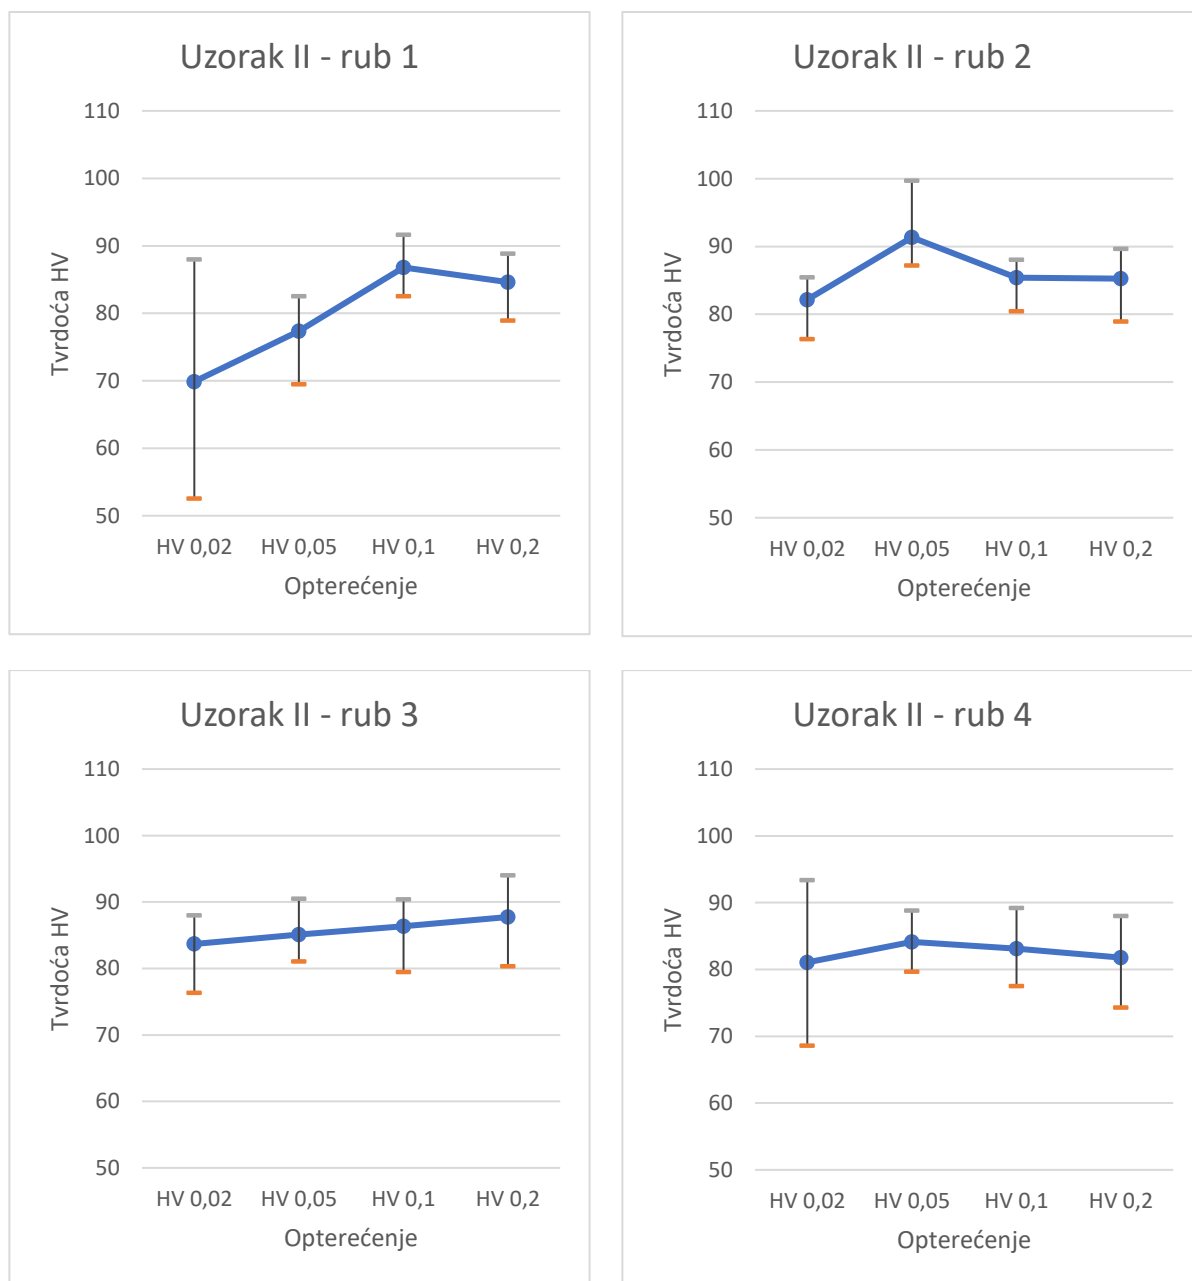 Uzorak II - rub 1
110
100
90
80
70
60
50
Tvrdoća HV
HV 0,02 HV 0,05 HV 0,1 HV 0,2
Opterećenje
Uzorak II - rub 2
110
100
90
80
70
60
50
Tvrdoća HV
HV 0,02 HV 0,05 HV 0,1 HV 0,2
Opterećenje
Uzorak II - rub 3
110
100
90
80
70
60
50
Tvrdoća HV
HV 0,02 HV 0,05 HV 0,1 HV 0,2
Opterećenje
Uzorak II - rub 4
110
100
90
80
70
60
50
Tvrdoća HV
HV 0,02 HV 0,05 HV 0,1 HV 0,2
Opterećenje